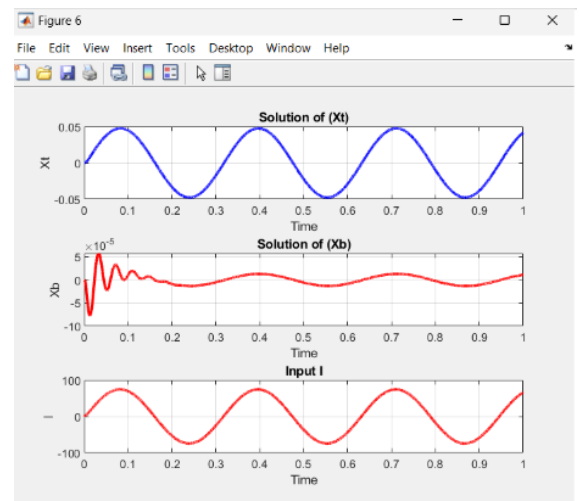 Figure 6
File Edit View Insert Tools Desktop Window Help
Solution of (Xt)
0.05
0
-0.05
Xt
0 0.1 0.2 0.3 0.4 0.5 0.6 0.7 0.8 0.9 1
Time
Solution of (Xb)
×10⁻⁵
5
0
-5
-10
Xb
0 0.1 0.2 0.3 0.4 0.5 0.6 0.7 0.8 0.9 1
Time
Input I
100
0
-100
I
0 0.1 0.2 0.3 0.4 0.5 0.6 0.7 0.8 0.9 1
Time